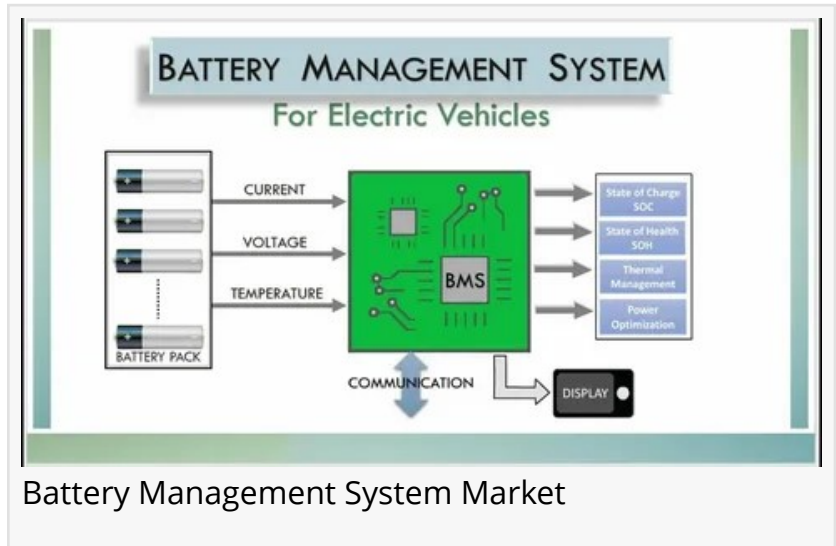 BATTERY MANAGEMENT SYSTEM
For Electric Vehicles
CURRENT
VOLTAGE
TEMPERATURE
BATTERY PACK
BMS
State of Charge
SOC
State of Health
SOH
Thermal
Management
Power
Optimization
COMMUNICATION
DISPLAY
Battery Management System Market